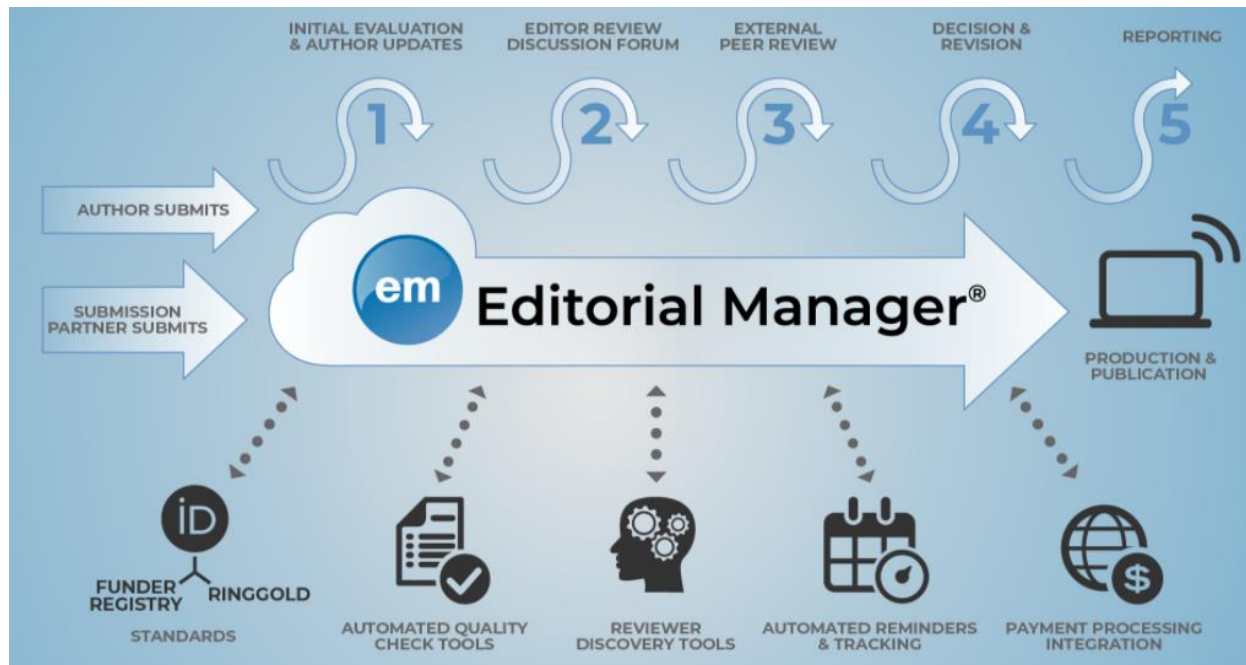 INITIAL EVALUATION
& AUTHOR UPDATES
EDITOR REVIEW
DISCUSSION FORUM
EXTERNAL
PEER REVIEW
DECISION &
REVISION
REPORTING
1
2
3
4
5
AUTHOR SUBMITS
SUBMISSION
PARTNER SUBMITS
em
Editorial Manager®
PRODUCTION &
PUBLICATION
iD
FUNDER
REGISTRY
RINGGOLD
STANDARDS
AUTOMATED QUALITY
CHECK TOOLS
REVIEWER
DISCOVERY TOOLS
AUTOMATED REMINDERS
& TRACKING
$
PAYMENT PROCESSING
INTEGRATION